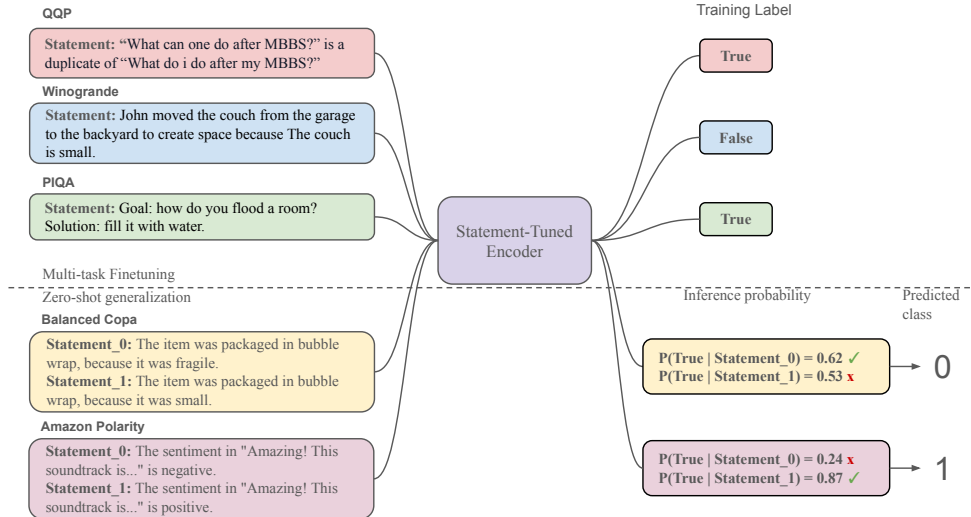 QQP
Statement: “What can one do after MBBS?” is a
duplicate of “What do i do after my MBBS?”
Winogrande
Statement: John moved the couch from the garage
to the backyard to create space because The couch
is small.
PIQA
Statement: Goal: how do you flood a room?
Solution: fill it with water.
Multi-task Finetuning
Training Label
True
False
True
Statement-Tuned
Encoder
Zero-shot generalization
Balanced Copa
Statement_0: The item was packaged in bubble
wrap, because it was fragile.
Statement_1: The item was packaged in bubble
wrap, because it was small.
Amazon Polarity
Statement_0: The sentiment in "Amazing! This
soundtrack is..." is negative.
Statement_1: The sentiment in "Amazing! This
soundtrack is..." is positive.
Inference probability
Predicted
class
P(True | Statement_0) = 0.62 ✓
P(True | Statement_1) = 0.53 x
0
P(True | Statement_0) = 0.24 x
P(True | Statement_1) = 0.87 ✓
1